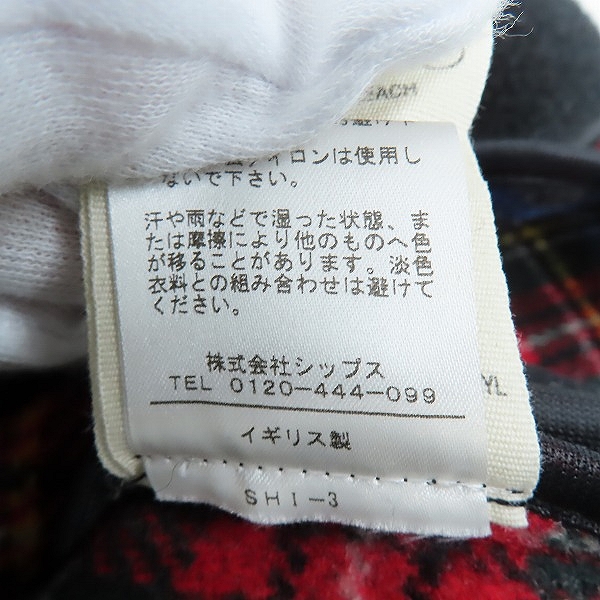 EACH
アイロンは使用し
ないで下さい。
汗や雨などで湿った状態、ま
たは摩擦により他のものへ色
が移ることがあります。淡色
衣料との組み合わせは避けて
ください。
株式会社シップス
TEL 0120-444-099
YL
イギリス製
SHI-3